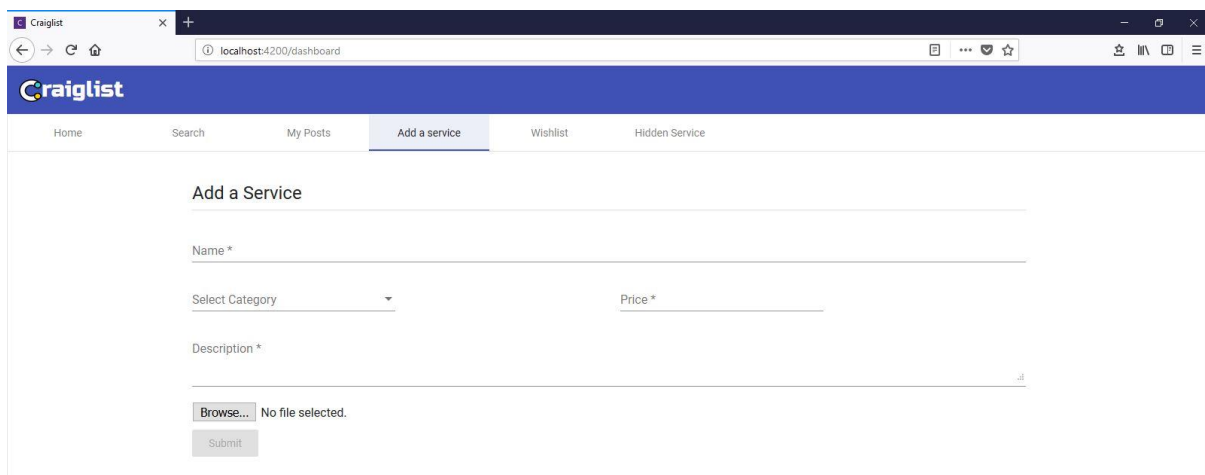 Craiglist
localhost:4200/dashboard
Craiglist
Home Search My Posts Add a service Wishlist Hidden Service
Add a Service
Name *
Select Category Price *
Description *
Browse... No file selected.
Submit